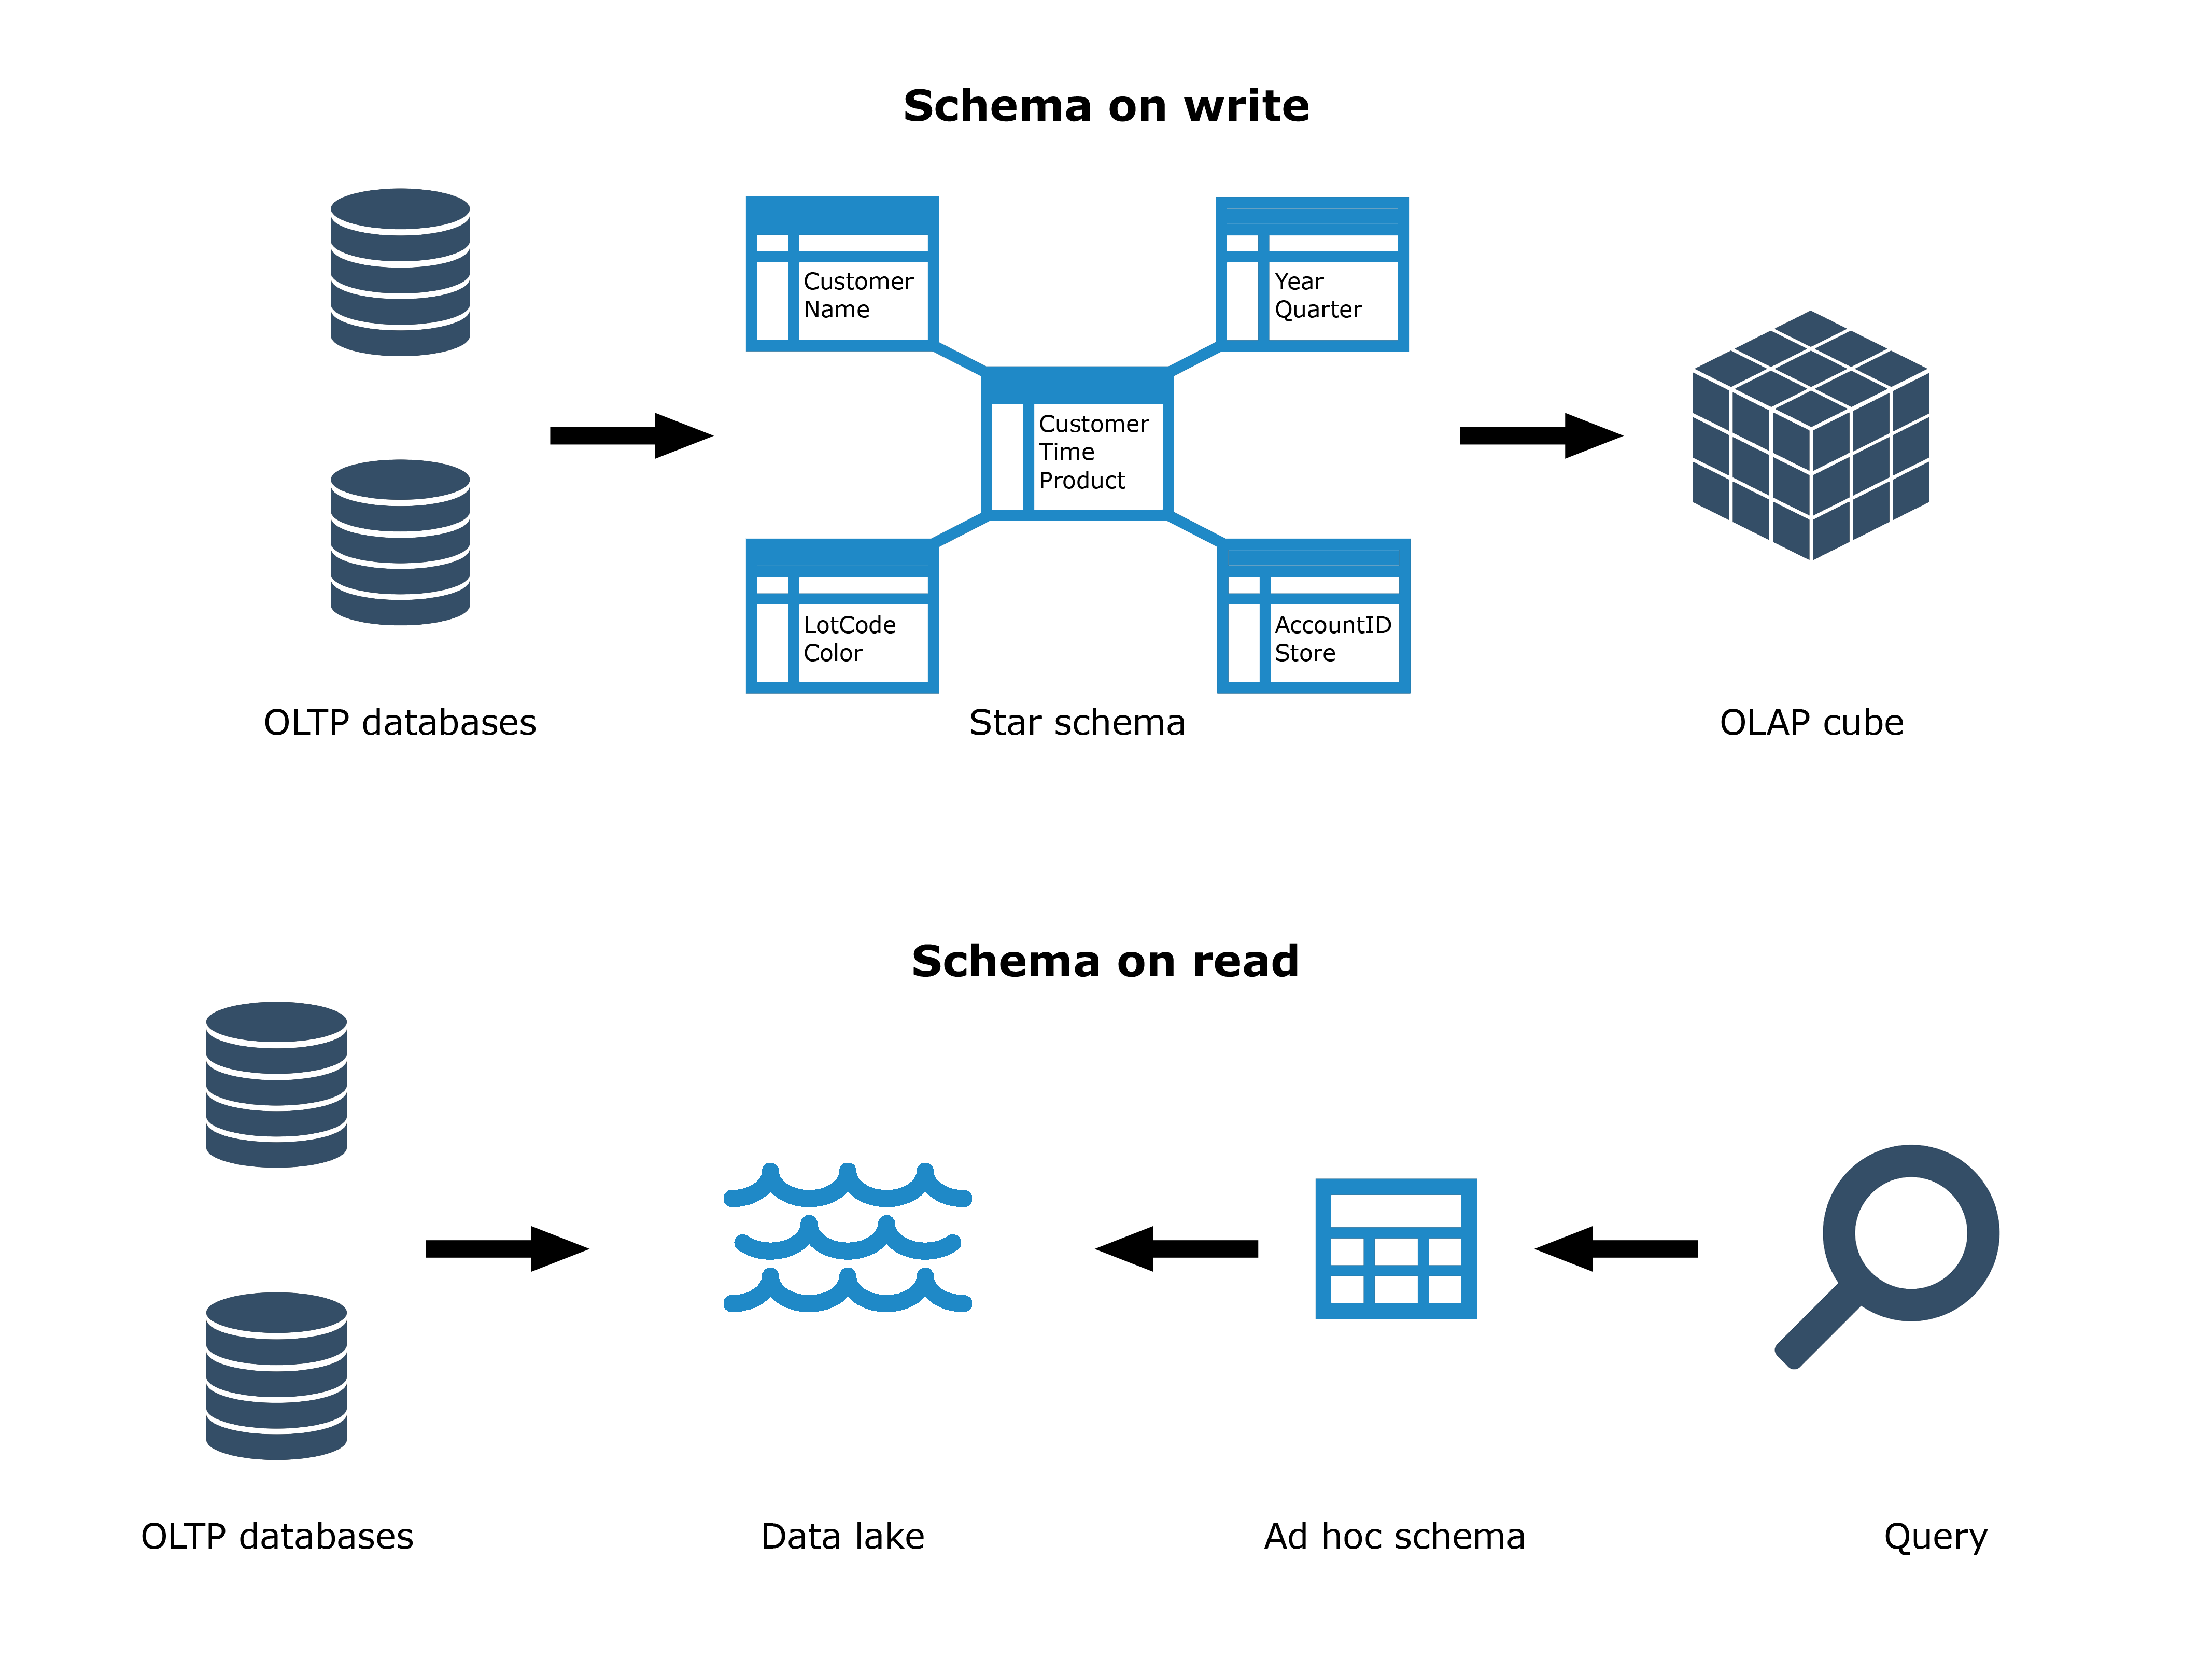 Schema on write
Customer
Name
Year
Quarter
Customer
Time
Product
LotCode
Color
AccountID
Store
OLTP databases
Star schema
OLAP cube
Schema on read
OLTP databases
Data lake
Ad hoc schema
Query